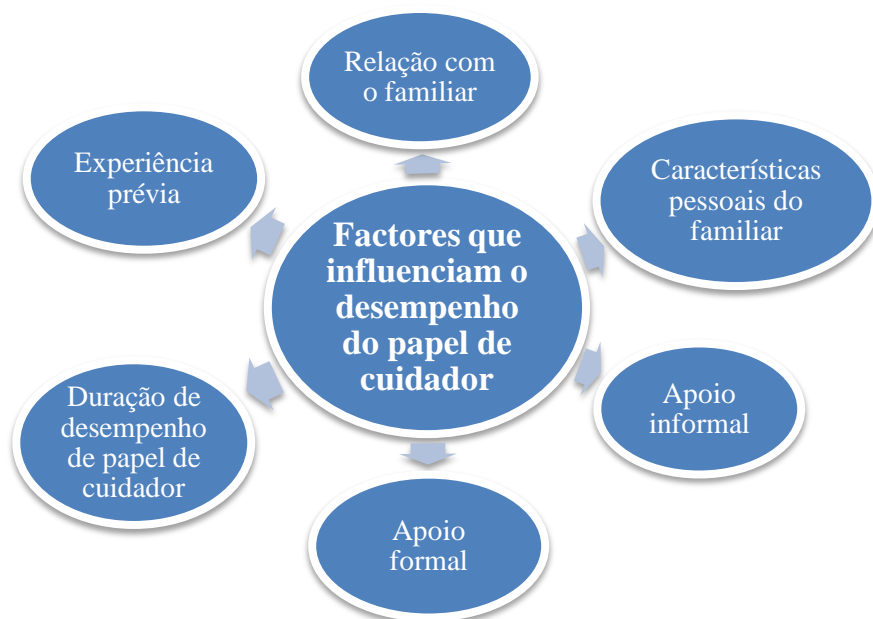 Relação com
o familiar
Experiência
prévia
Características
pessoais do
familiar
Factores que
influenciam o
desempenho
do papel de
cuidador
Duração de
desempenho
de papel de
cuidador
Apoio
informal
Apoio
formal